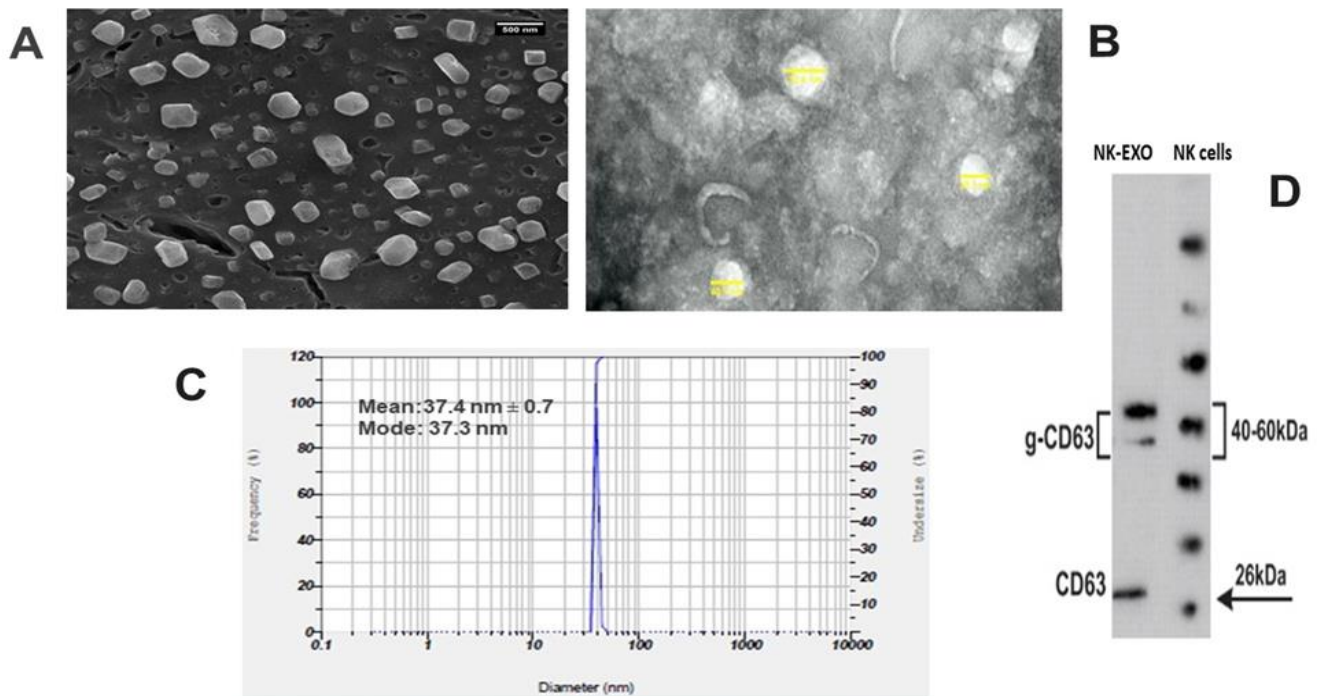 A
500 nm
B
NK-EXO NK cells
D
g-CD63
40-60kDa
CD63
26kDa
C
Mean: 37.4 nm ± 0.7
Mode: 37.3 nm
120
100
80
60
40
20
0
Frequency (%)
100
90
80
70
60
50
40
30
20
10
Undersize (%)
0.1 1 10 100 1000 10000
Diameter (nm)